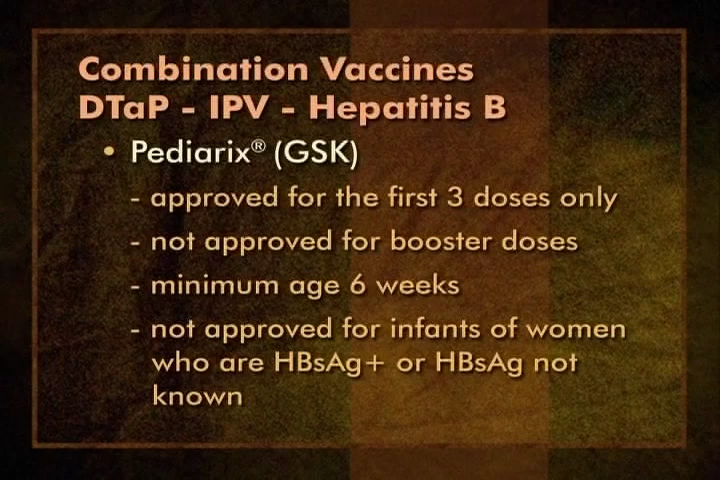 Combination Vaccines
DTaP - IPV - Hepatitis B
• Pediarix® (GSK)
- approved for the first 3 doses only
- not approved for booster doses
- minimum age 6 weeks
- not approved for infants of women
who are HBsAg+ or HBsAg not
known